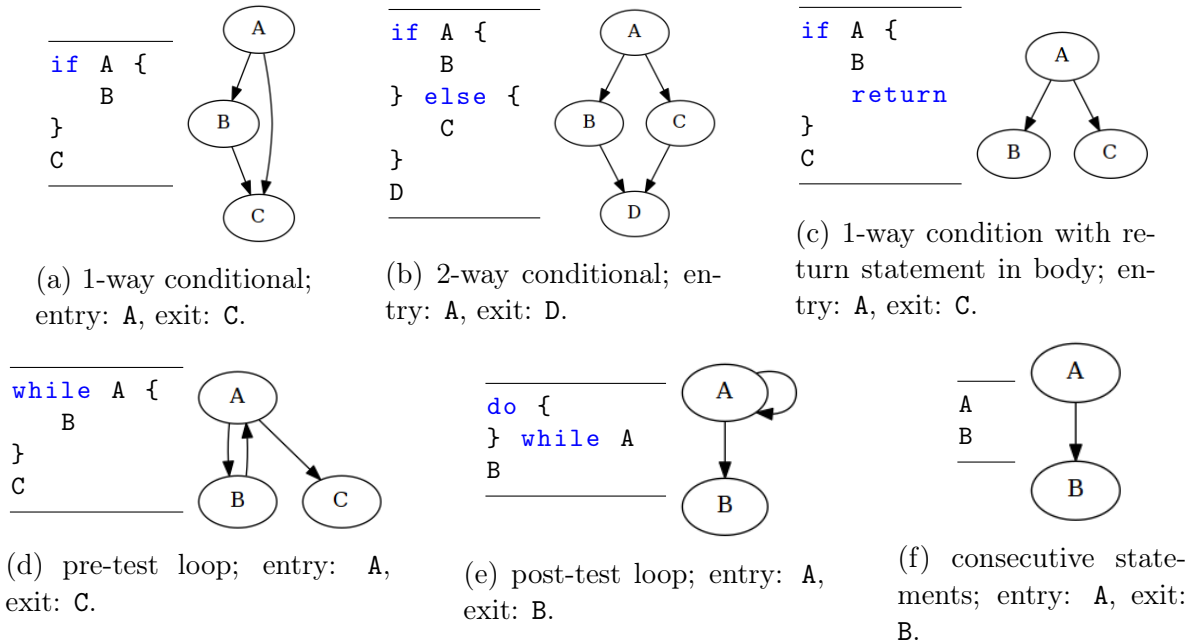 if A {
B
}
C
A
B
C
(a) 1-way conditional;
entry: A, exit: C.
if A {
B
} else {
C
}
D
A
B
C
D
(b) 2-way conditional; en-
try: A, exit: D.
if A {
B
return
}
C
A
B
C
(c) 1-way condition with re-
turn statement in body; en-
try: A, exit: C.
while A {
B
}
C
A
B
C
(d) pre-test loop; entry: A,
exit: C.
do {
} while A
B
A
B
(e) post-test loop; entry: A,
exit: B.
A
B
A
B
(f) consecutive state-
ments; entry: A, exit:
B.